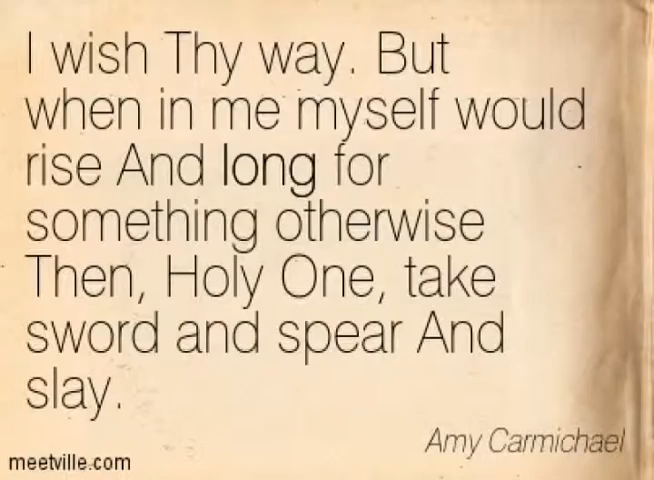 I wish Thy way. But
when in me myself would
rise And long for
something otherwise
Then, Holy One, take
sword and spear And
slay.
Amy Carmichael
meetville.com